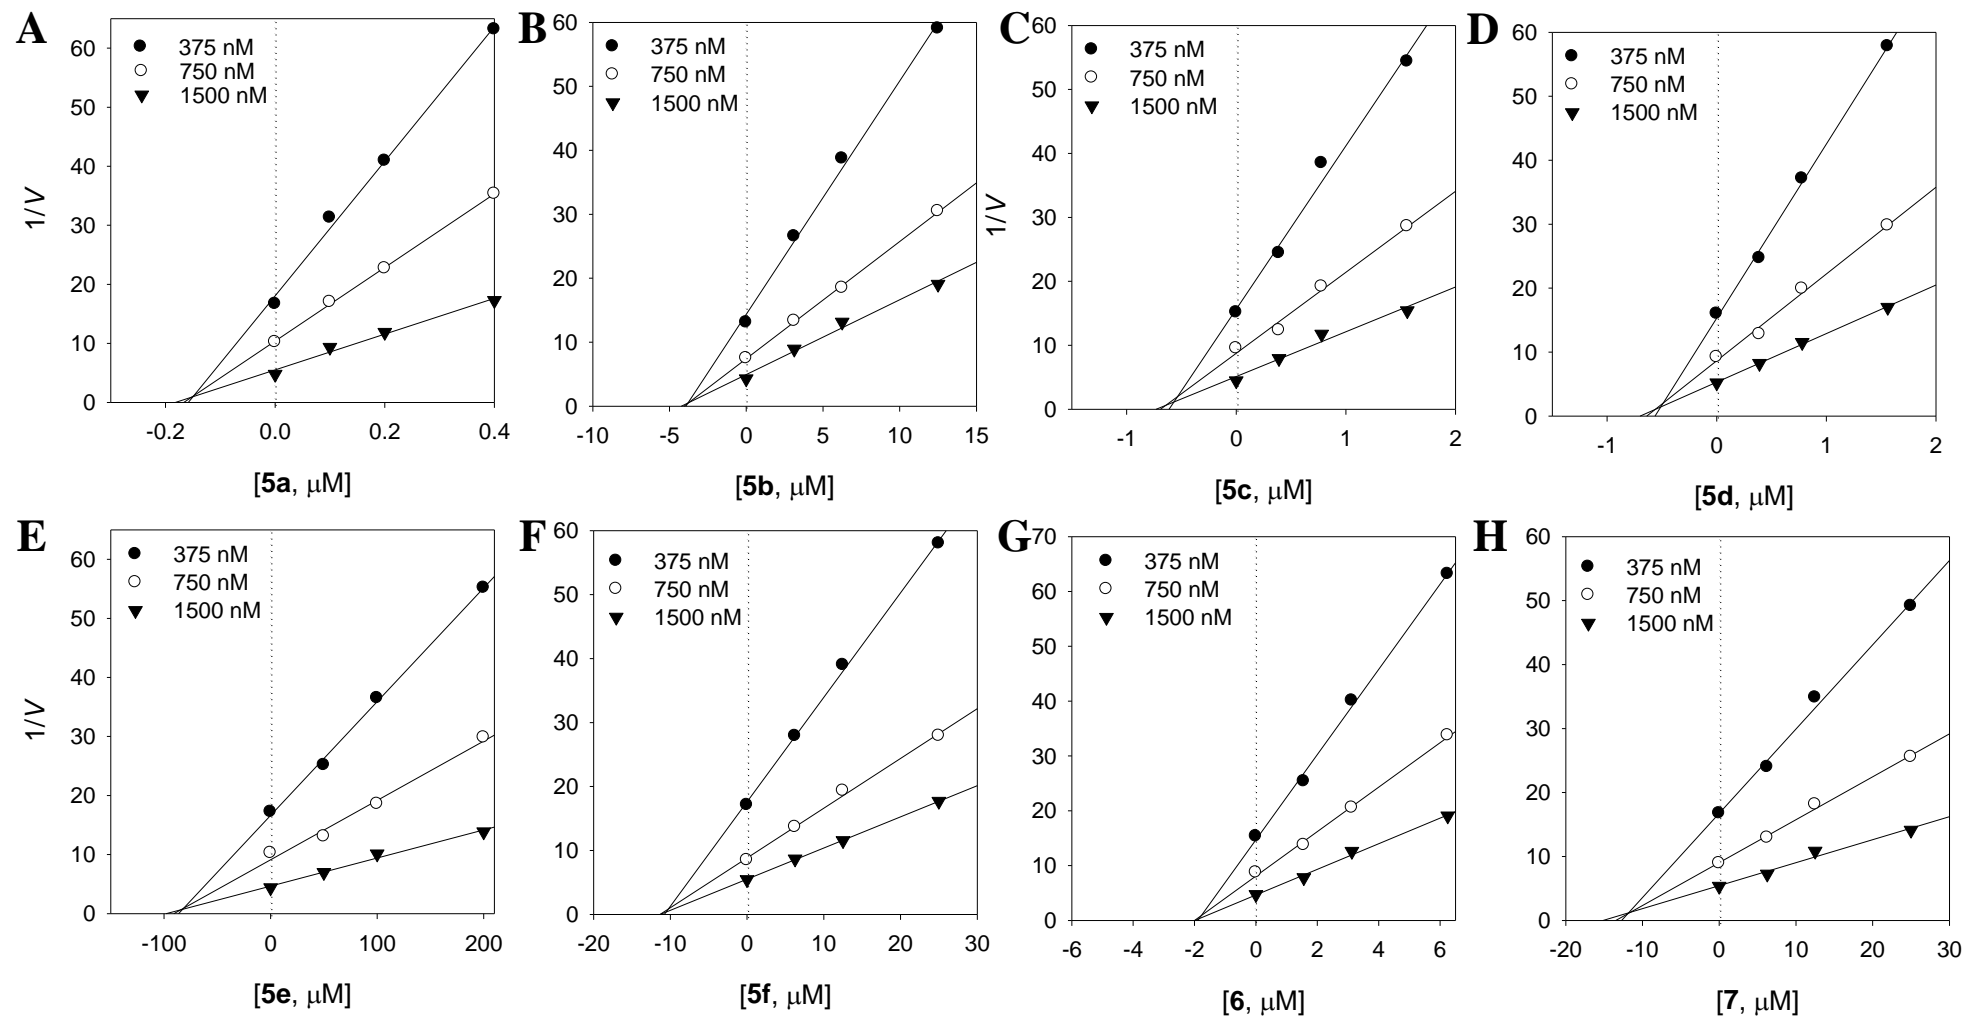 A
375 nM
750 nM
1500 nM
60
50
40
30
20
10
0
1/V
-0.2 0.0 0.2 0.4
[5a, μM]
B
375 nM
750 nM
1500 nM
60
50
40
30
20
10
0
-10 -5 0 5 10 15
[5b, μM]
C
375 nM
750 nM
1500 nM
60
50
40
30
20
10
0
1/V
-1 0 1 2
[5c, μM]
D
375 nM
750 nM
1500 nM
60
50
40
30
20
10
0
-1 0 1 2
[5d, μM]
E
375 nM
750 nM
1500 nM
60
50
40
30
20
10
0
1/V
-100 0 100 200
[5e, μM]
F
375 nM
750 nM
1500 nM
60
50
40
30
20
10
0
-20 -10 0 10 20 30
[5f, μM]
G
375 nM
750 nM
1500 nM
70
60
50
40
30
20
10
0
-6 -4 -2 0 2 4 6
[6, μM]
H
375 nM
750 nM
1500 nM
60
50
40
30
20
10
0
-20 -10 0 10 20 30
[7, μM]